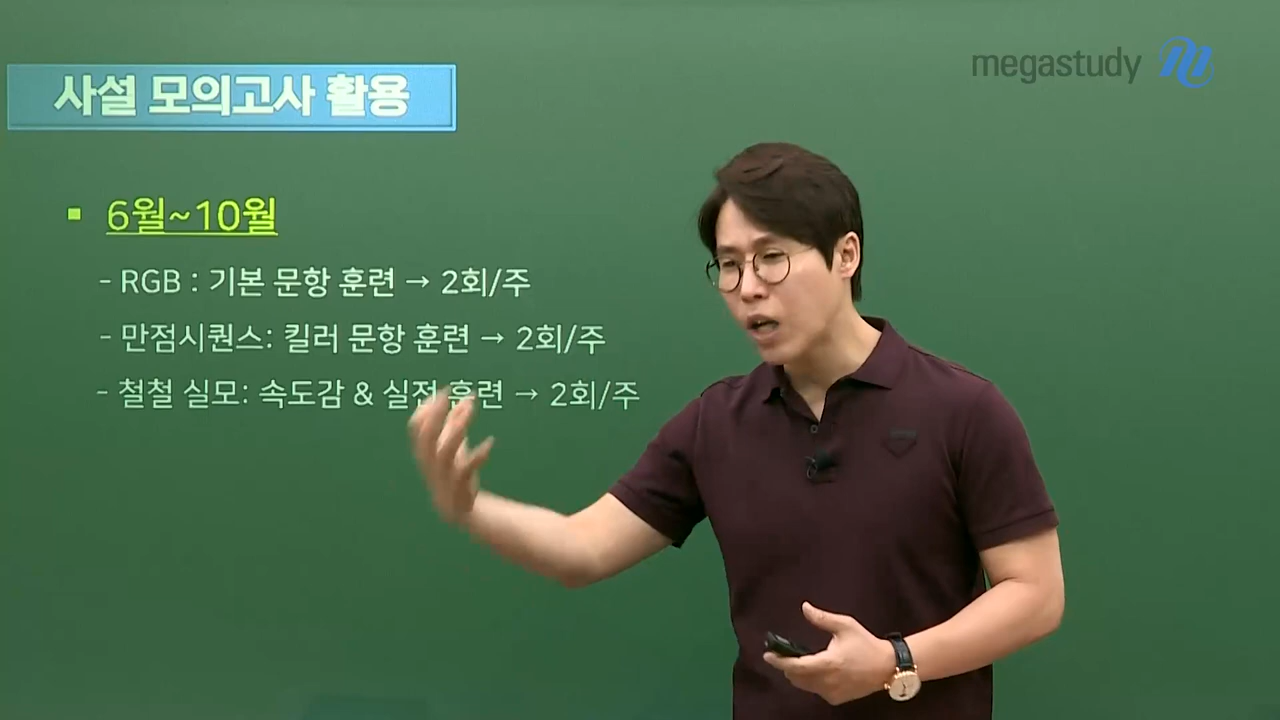 megastudy
사설 모의고사 활용
6월~10월
- RGB : 기본 문항 훈련 → 2회/주
- 만점시퀀스: 킬러 문항 훈련 → 2회/주
- 철철 실모: 속도감 & 실전 훈련 → 2회/주